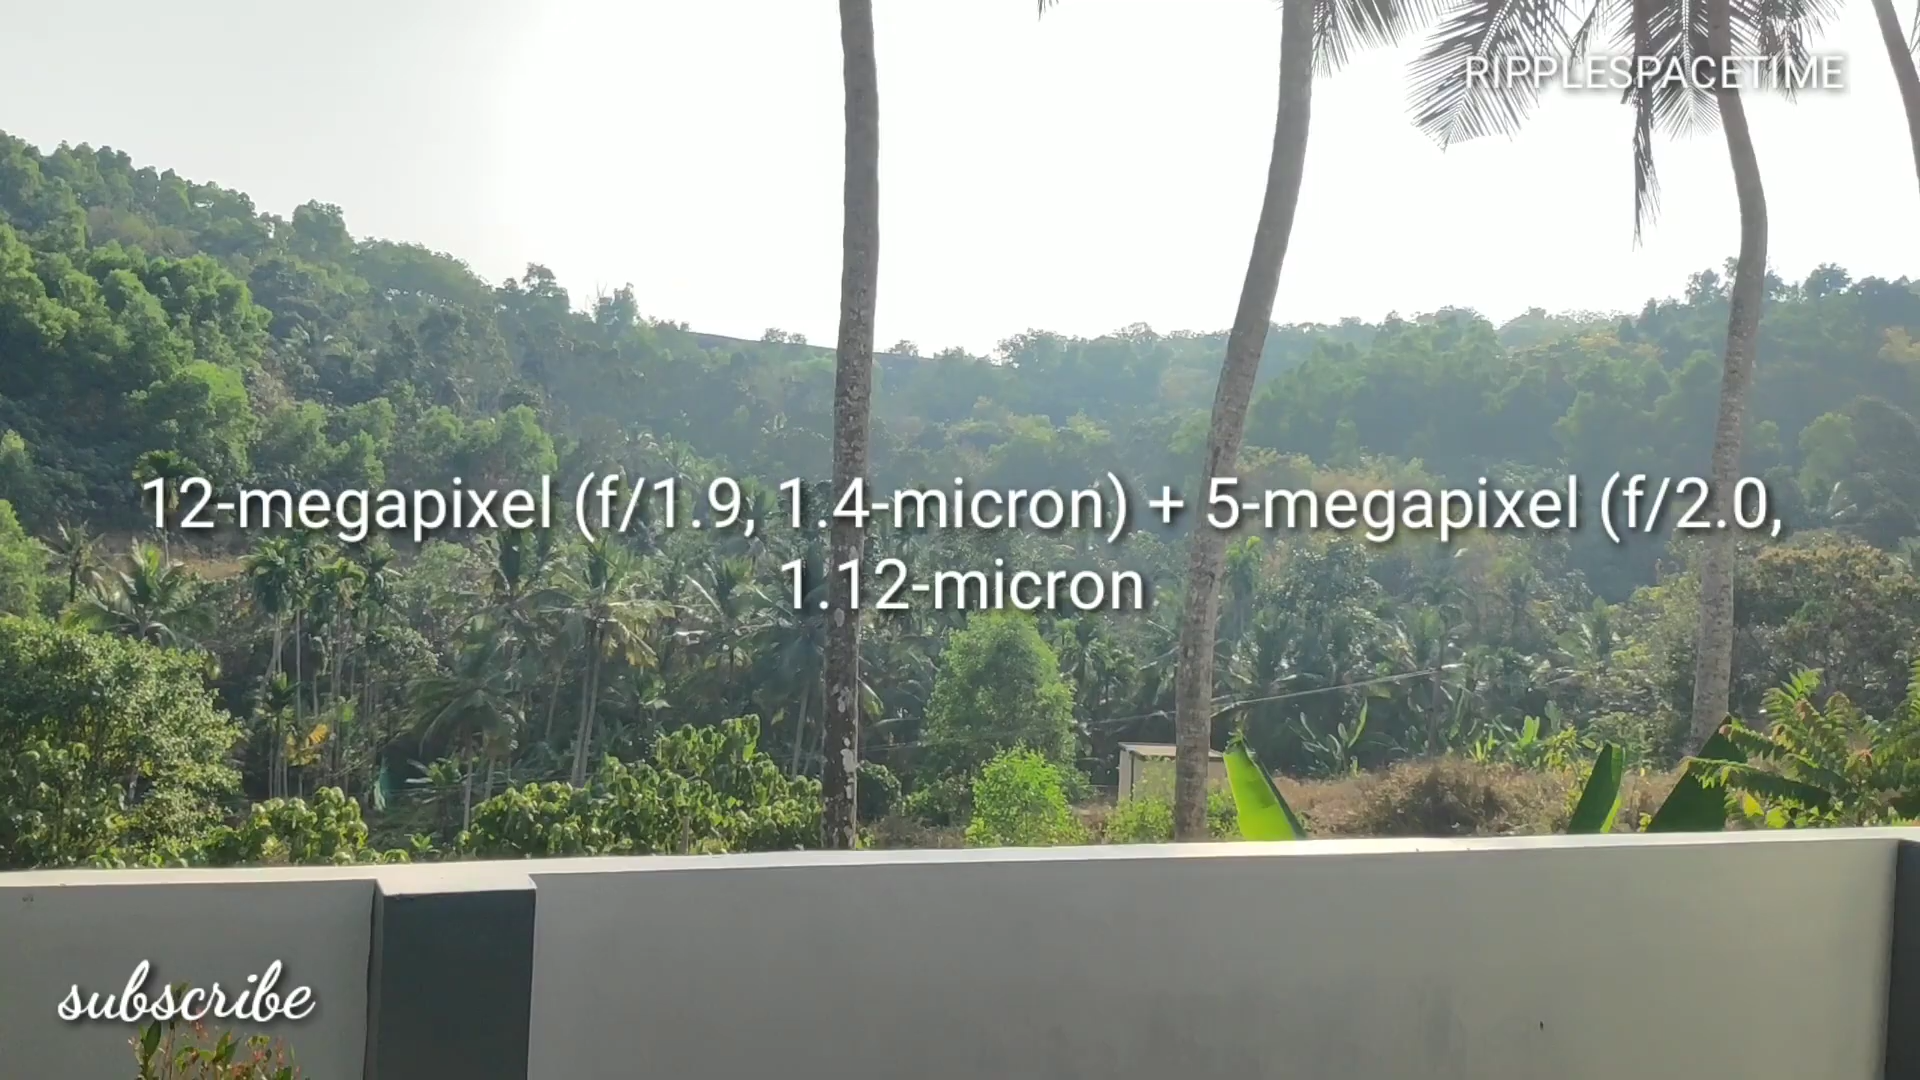 RIPPLESPACETIME
12-megapixel (f/1.9, 1.4-micron) + 5-megapixel (f/2.0,
1.12-micron
subscribe